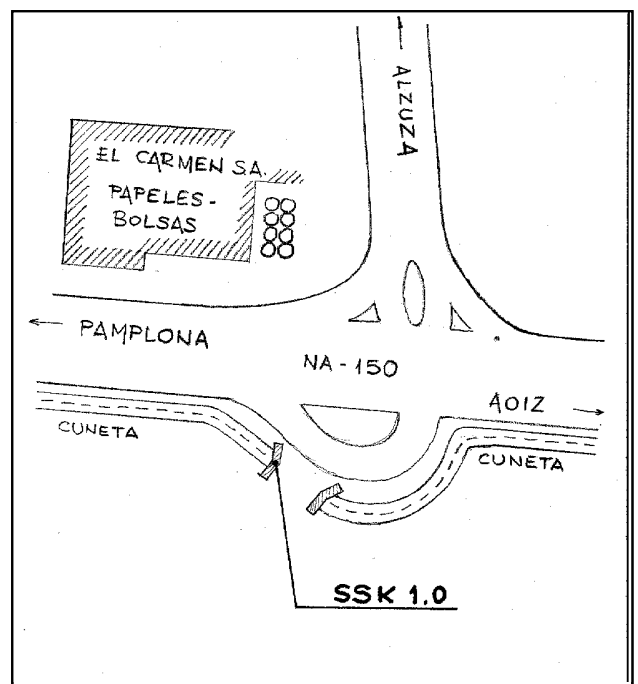 ALZUZA
EL CARMEN S.A.
PAPELES-
BOLSAS
PAMPLONA
NA-150
AOIZ
CUNETA
CUNETA
SSK 1.0